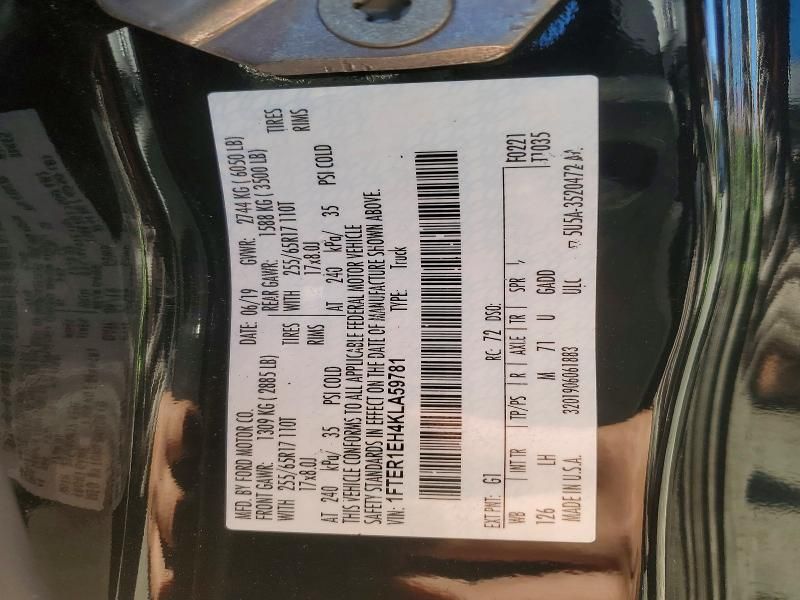 MFD. BY FORD MOTOR CO.
DATE: 06/19 GVWR: 2744 KG ( 6050 LB)
FRONT GAWR: 1309 KG ( 2885 LB) REAR GAWR: 1588 KG ( 3500 LB)
WITH 255/65R17 110T TIRES WITH 255/65R17 110T TIRES
17x8.0J RIMS 17x8.0J RIMS
AT 240 kPa/ 35 PSI COLD AT 240 kPa/ 35 PSI COLD
THIS VEHICLE CONFORMS TO ALL APPLICABLE FEDERAL MOTOR VEHICLE
SAFETY STANDARDS IN EFFECT ON THE DATE OF MANUFACTURE SHOWN ABOVE.
VIN: 1FTER1EH4KLA59781 TYPE: Truck
EXT PNT: G1 RC: 72 DSO: F0221
WB INT TR TP/PS R AXLE TR SPR T1035
126 LH M 71 U GADD
MADE IN U.S.A. 3201906061883 ULC 5U5A-3520472